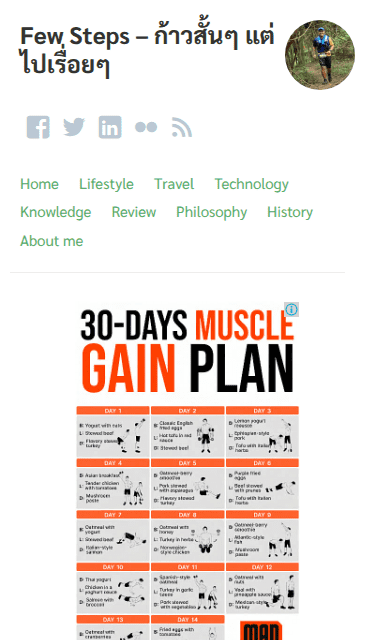 Few Steps – ก้าวสั้นๆ แต่
ไปเรื่อยๆ
Home Lifestyle Travel Technology
Knowledge Review Philosophy History
About me
30-DAYS MUSCLE
GAIN PLAN
DAY 1 DAY 2 DAY 3
B: Yogurt with nuts
L: Stewed beef
D: Flavory stewed turkey
B: Classic English fried eggs
L: Hot tofu in red sauce
D: Stewed beef
B: Lemon yogurt mousse
L: Ethiopian-style pork
D: Tofu with Italian herbs
DAY 4 DAY 5 DAY 6
B: Asian breakfast
L: Tender chicken with tomatoes
D: Mushroom paste
B: Oatmeal-berry smoothie
L: Pork stewed with asparagus
D: Flavory stewed turkey
B: Purple fried eggs
L: Beef stewed with prunes
D: Tofu with Italian herbs
DAY 7 DAY 8 DAY 9
B: Oatmeal with yogurt
L: Stewed beef
D: Italian-style salmon
B: Oatmeal with turkey
L: Turkey in herbs
D: Norwegian-style chicken
B: Oatmeal-berry smoothie
L: Atlantic-style fish
D: Mushroom paste
DAY 10 DAY 11 DAY 12
B: Thai yogurt
L: Chicken in a yoghurt sauce
D: Salmon with broccoli
B: Spanish-style oatmeal
L: Turkey in garlic sauce
D: Pork stewed with vegetables
B: Oatmeal with nuts
L: Veal with pineapple sauce
D: Mexican-style turkey
DAY 13 DAY 14
B: Oatmeal with
B: Fried eggs with tomatoes
MAD